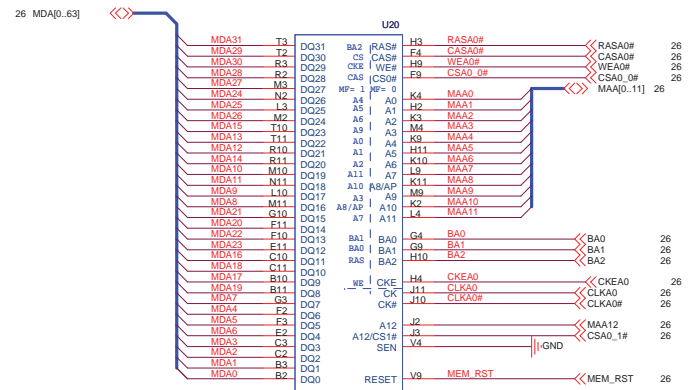 U20
26 MDA[0..63]
MDA31 T3 DQ31 BA2 RAS# H3 RASA0# RASA0# 26
MDA29 T2 DQ30 CS CAS# F4 CASA0# CASA0# 26
MDA30 R3 DQ29 CKE WE# H9 WEA0# WEA0# 26
MDA28 R2 DQ28 CAS CS0# F9 CSA0_0# CSA0_0# 26
MDA27 M3 DQ27 MF= 1 MF= 0 MAA[0..11] 26
MDA24 N2 DQ26 A4 A0 K4 MAA0
MDA25 L3 DQ25 A5 A1 H2 MAA1
MDA26 M2 DQ24 A6 A2 K3 MAA2
MDA15 T10 DQ23 A9 A3 M4 MAA3
MDA13 T11 DQ22 A0 A4 K9 MAA4
MDA12 R10 DQ21 A1 A5 H11 MAA5
MDA14 R11 DQ20 A2 A6 K10 MAA6
MDA10 M10 DQ19 A11 A7 L9 MAA7
MDA11 N11 DQ18 A10 A8/AP K11 MAA8
MDA9 L10 DQ17 A3 A9 M9 MAA9
MDA8 M11 DQ16 A8/AP A10 K2 MAA10
MDA21 G10 DQ15 A7 A11 L4 MAA11
MDA20 F11 DQ14
MDA22 F10 DQ13 BA1 BA0 G4 BA0 BA0 26
MDA23 E11 DQ12 BA0 BA1 G9 BA1 BA1 26
MDA16 C10 DQ11 RAS BA2 H10 BA2 BA2 26
MDA18 C11 DQ10
MDA17 B10 DQ9 WE CKE H4 CKEA0 CKEA0 26
MDA19 B11 DQ8 CK J11 CLKA0 CLKA0 26
MDA7 G3 DQ7 CK# J10 CLKA0# CLKA0# 26
MDA4 F2 DQ6
MDA5 F3 DQ5 A12 J2 MAA12 26
MDA6 E2 DQ4 A12/CS1# J3 CSA0_1# 26
MDA3 C3 DQ3 SEN V4 GND
MDA2 C2 DQ2
MDA1 B3 DQ1
MDA0 B2 DQ0 RESET V9 MEM_RST MEM_RST 26